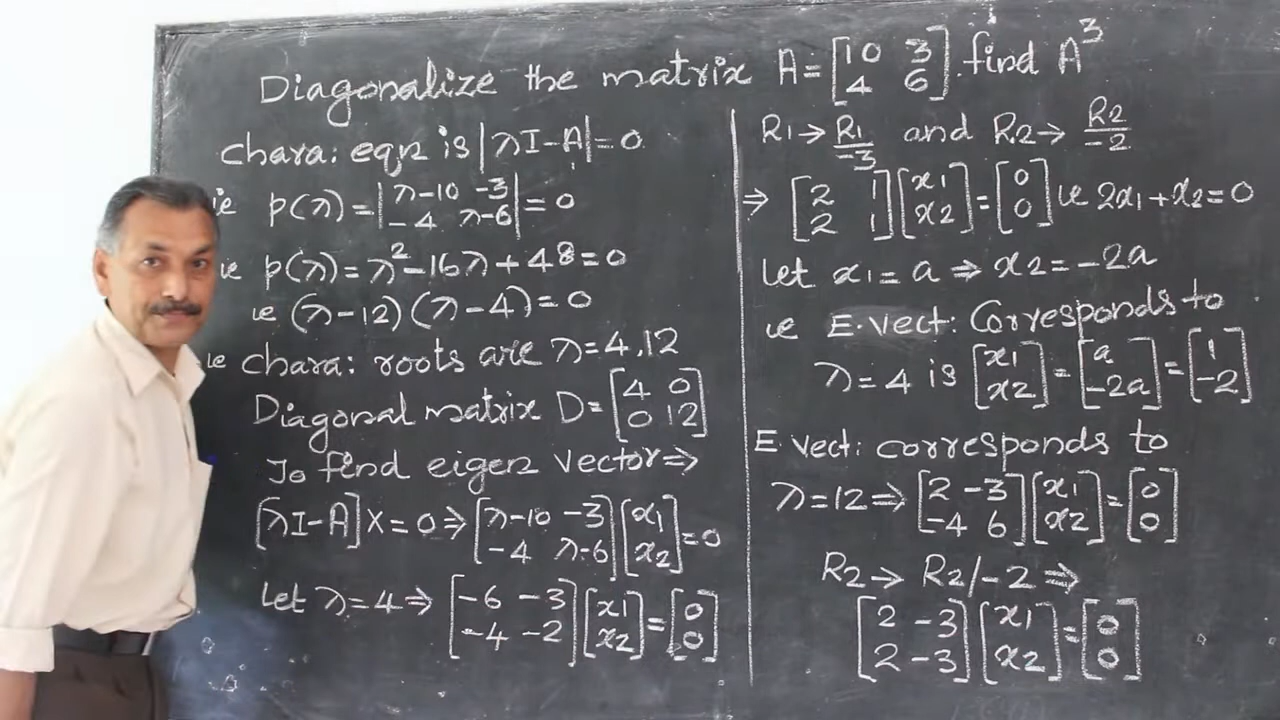 Diagonalize the matrix A = [10 3; 4 6]. find A³
Chara: eqn is |λI-A| = 0
ie p(λ) = |λ-10 -3; -4 λ-6| = 0
ie p(λ) = λ² - 16λ + 48 = 0
ie (λ-12)(λ-4) = 0
ie chara: roots are λ = 4, 12
Diagonal matrix D = [4 0; 0 12]
To find eigen vector ⇒
[λI-A]X = 0 ⇒ [λ-10 -3; -4 λ-6][x1; x2] = 0
Let λ = 4 ⇒ [-6 -3; -4 -2][x1; x2] = [0; 0]
R1 → R1/-3 and R2 → R2/-2
⇒ [2 1; 2 1][x1; x2] = [0; 0] ie 2x1 + x2 = 0
Let x1 = a ⇒ x2 = -2a
ie E.vect: Corresponds to
λ = 4 is [x1; x2] = [a; -2a] = [1; -2]
E.vect: corresponds to
λ = 12 ⇒ [2 -3; -4 6][x1; x2] = [0; 0]
R2 → R2/-2 ⇒
[2 -3; 2 -3][x1; x2] = [0; 0]